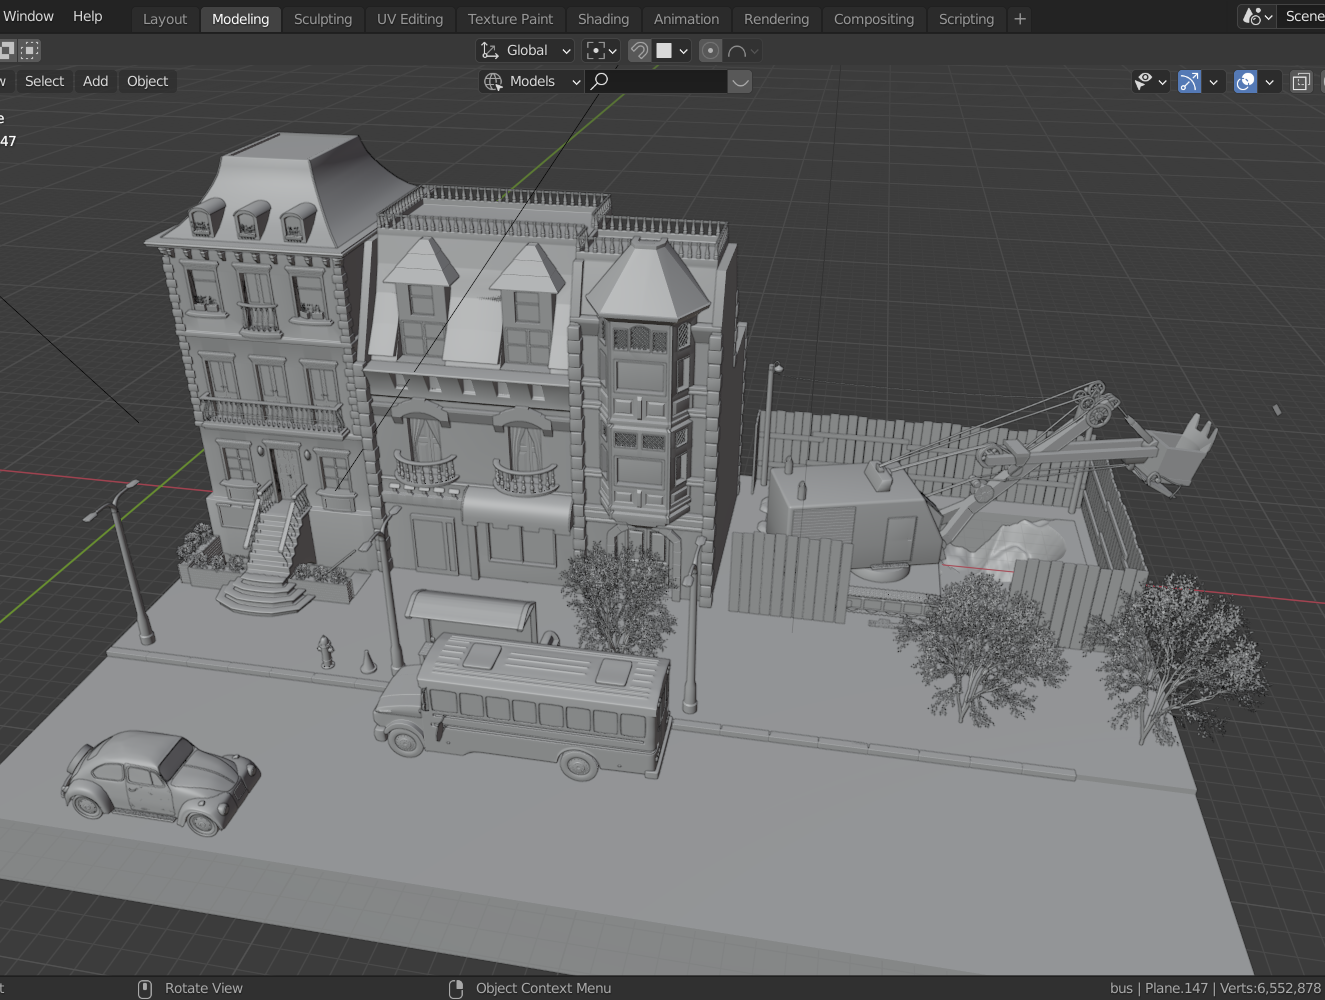 Window Help Layout Modeling Sculpting UV Editing Texture Paint Shading Animation Rendering Compositing Scripting + Scene
Global
Select Add Object Models
e
47
t Rotate View Object Context Menu bus | Plane.147 | Verts:6,552,878